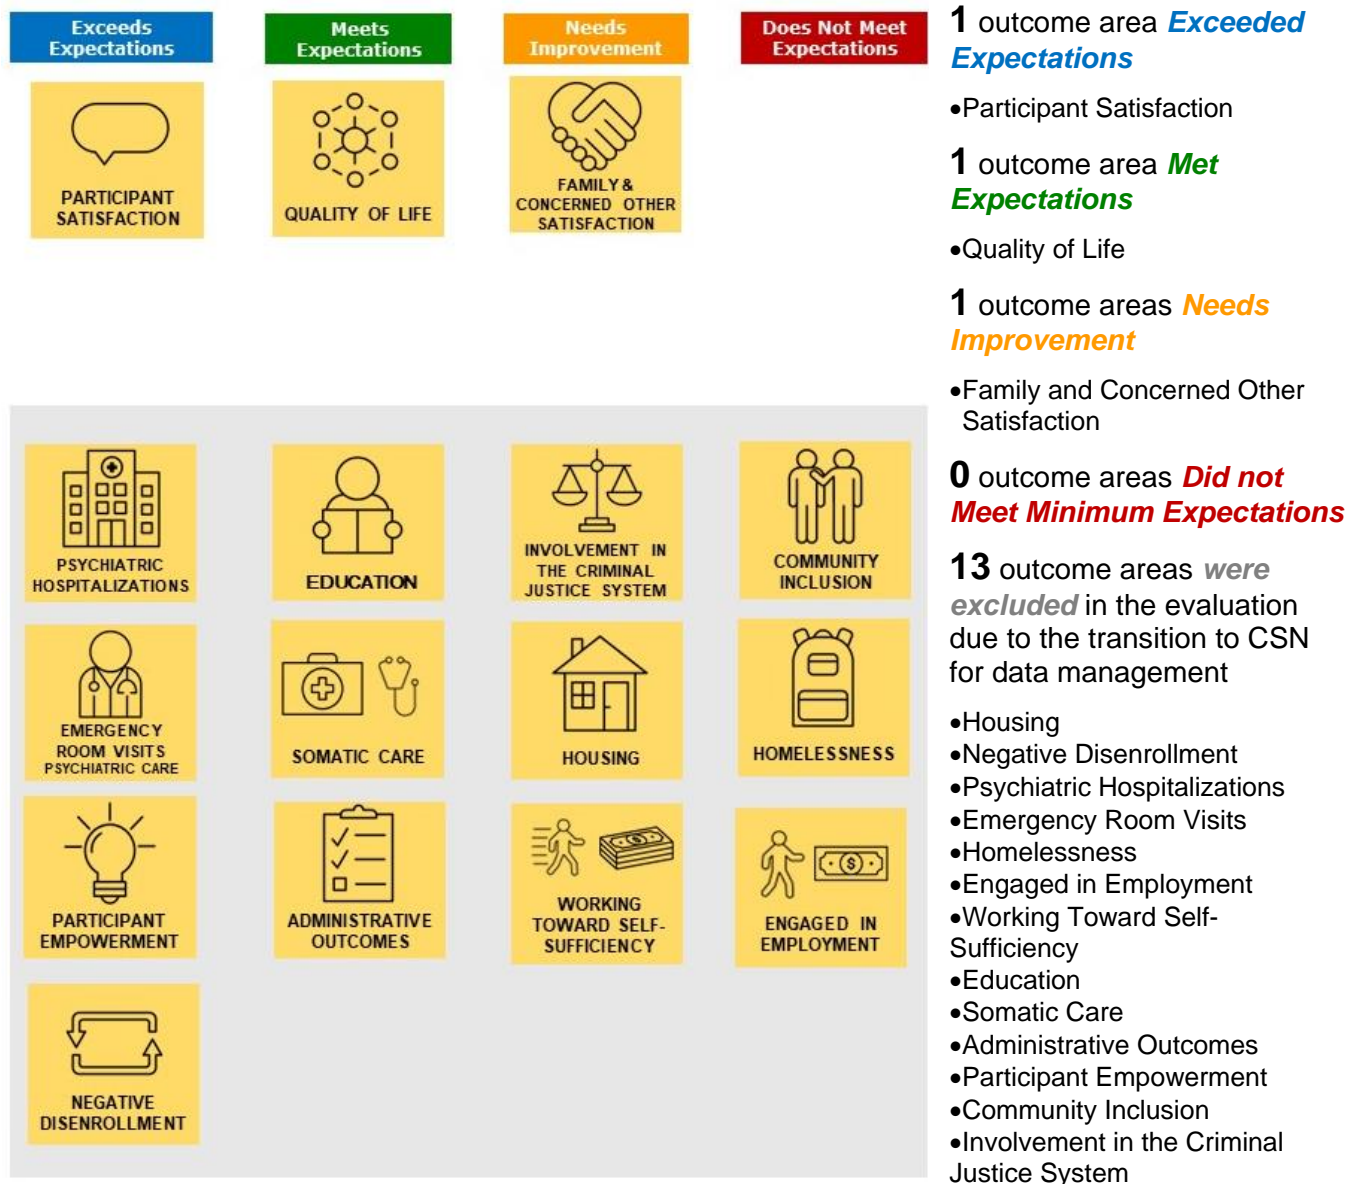 Exceeds
Expectations
Meets
Expectations
Needs
Improvement
Does Not Meet
Expectations
PARTICIPANT
SATISFACTION
QUALITY OF LIFE
FAMILY &
CONCERNED OTHER
SATISFACTION
PSYCHIATRIC
HOSPITALIZATIONS
EDUCATION
INVOLVEMENT IN
THE CRIMINAL
JUSTICE SYSTEM
COMMUNITY
INCLUSION
EMERGENCY
ROOM VISITS
PSYCHIATRIC CARE
SOMATIC CARE
HOUSING
HOMELESSNESS
PARTICIPANT
EMPOWERMENT
ADMINISTRATIVE
OUTCOMES
WORKING
TOWARD SELF-
SUFFICIENCY
$
ENGAGED IN
EMPLOYMENT
$
NEGATIVE
DISENROLLMENT
1 outcome area Exceeded
Expectations
•Participant Satisfaction
1 outcome area Met
Expectations
•Quality of Life
1 outcome areas Needs
Improvement
•Family and Concerned Other
Satisfaction
0 outcome areas Did not
Meet Minimum Expectations
13 outcome areas were
excluded in the evaluation
due to the transition to CSN
for data management
•Housing
•Negative Disenrollment
•Psychiatric Hospitalizations
•Emergency Room Visits
•Homelessness
•Engaged in Employment
•Working Toward Self-
Sufficiency
•Education
•Somatic Care
•Administrative Outcomes
•Participant Empowerment
•Community Inclusion
•Involvement in the Criminal
Justice System